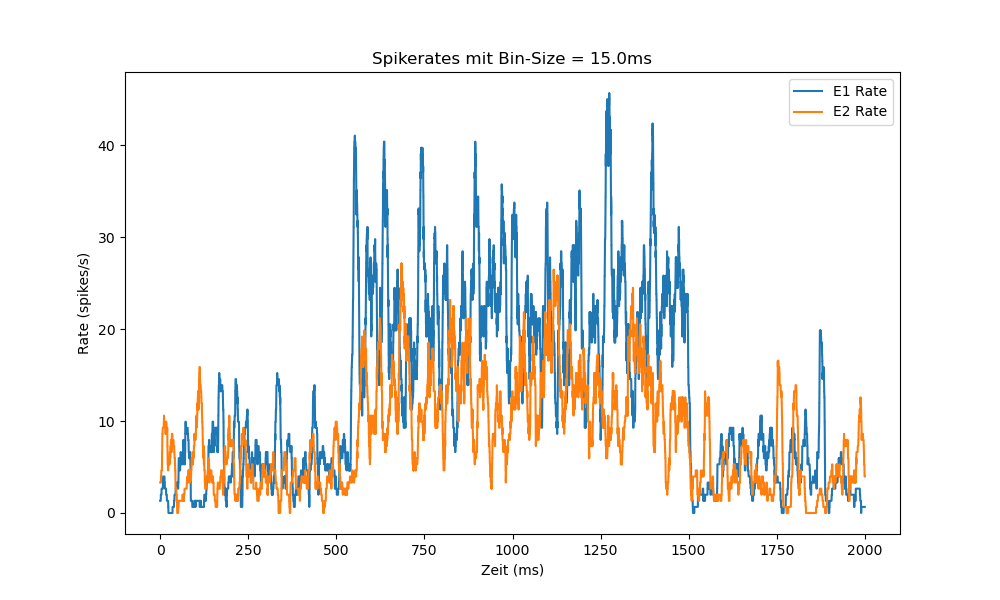 Spikerates mit Bin-Size = 15.0ms
E1 Rate
E2 Rate
Rate (spikes/s)
40
30
20
10
0
0 250 500 750 1000 1250 1500 1750 2000
Zeit (ms)